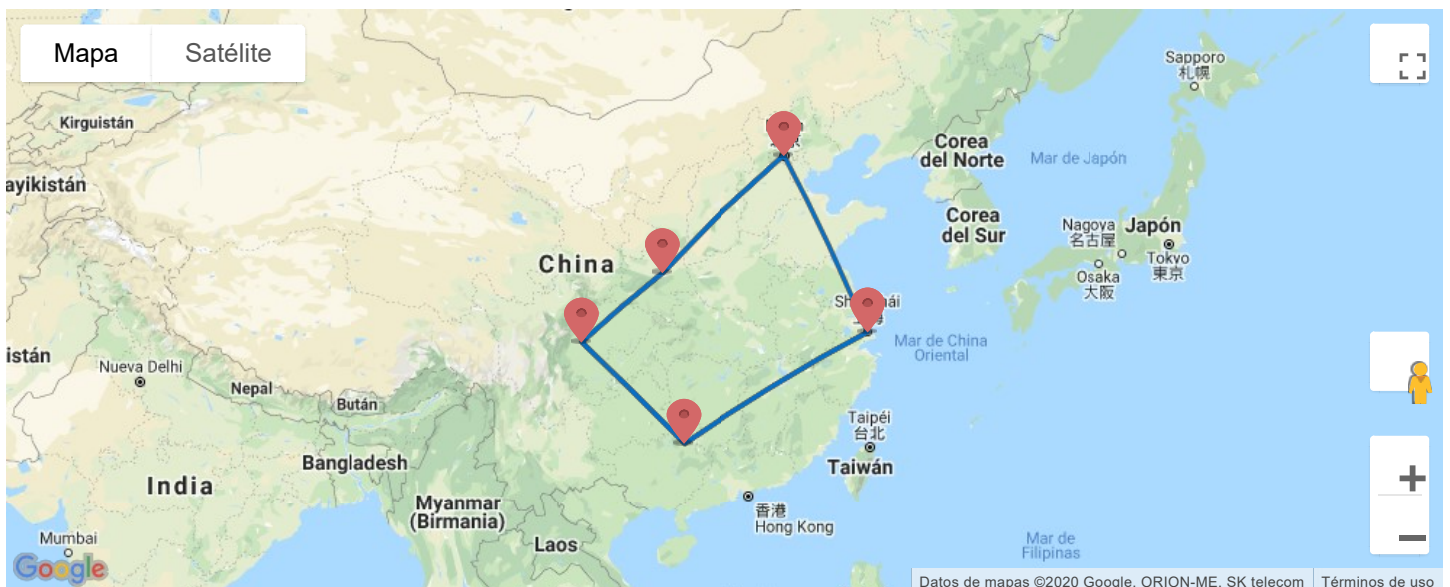 Mapa
Satélite
Sapporo
札幌
Kirguistán
Corea
del Norte
Mar de Japón
ayikistán
Corea
del Sur
Nagoya
名古屋
Japón
Tokyo
東京
China
Osaka
大阪
Mar de China
Oriental
istán
Nueva Delhi
Nepal
Bután
Taipéi
台北
Taiwán
Bangladesh
India
Myanmar
(Birmania)
香港
Hong Kong
Laos
Mumbai
Mar de
Filipinas
Google
Datos de mapas ©2020 Google, ORION-ME, SK telecom
Términos de uso